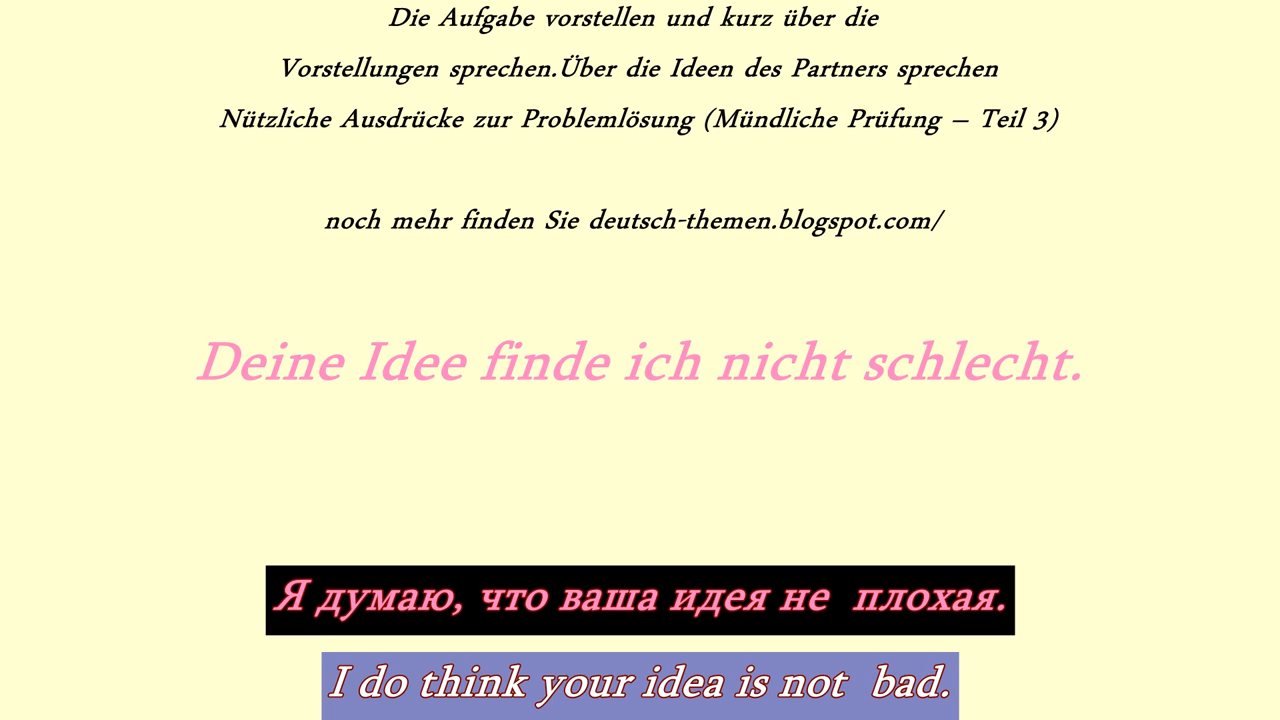 Die Aufgabe vorstellen und kurz über die
Vorstellungen sprechen.Über die Ideen des Partners sprechen
Nützliche Ausdrücke zur Problemlösung (Mündliche Prüfung – Teil 3)
noch mehr finden Sie deutsch-themen.blogspot.com/
Deine Idee finde ich nicht schlecht.
Я думаю, что ваша идея не плохая.
I do think your idea is not bad.